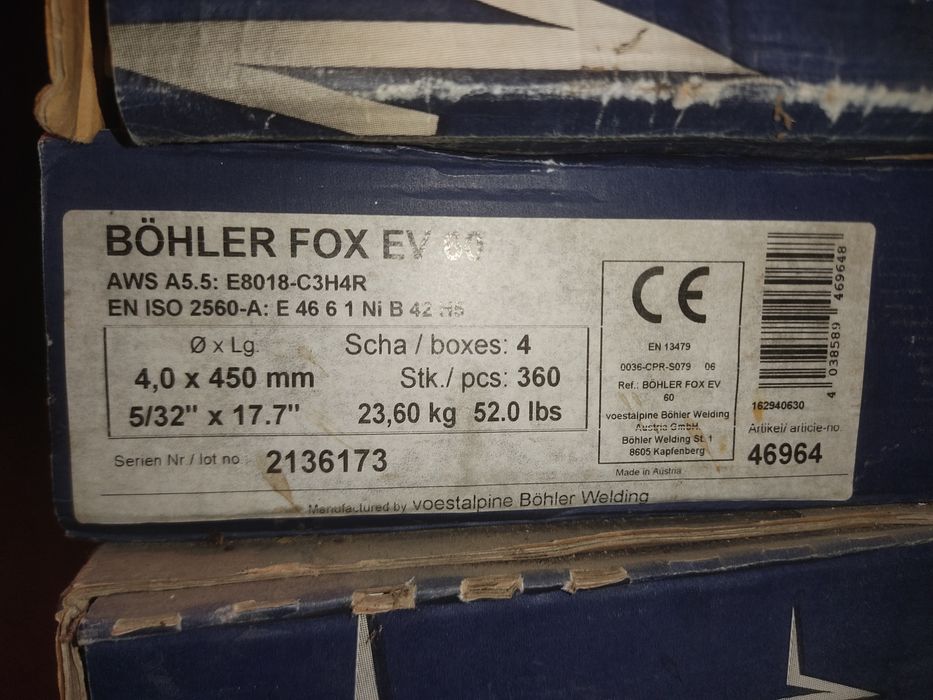 BÖHLER FOX EV 60
AWS A5.5: E8018-C3H4R
EN ISO 2560-A: E 46 6 1 Ni B 42 H5
Ø x Lg.
4,0 x 450 mm
5/32" x 17.7"
Scha / boxes: 4
Stk./ pcs: 360
23,60 kg 52.0 lbs
Serien Nr / lot no 2136173
Manufactured by voestalpine Böhler Welding
CE
EN 13479
0036-CPR-S079 06
Ref.: BÖHLER FOX EV
60
voestalpine Böhler Welding
Austria GmbH
Böhler Welding St. 1
8605 Kapfenberg
Made in Austria
4 038589 469648
162940630
Artikel/ article-no.
46964